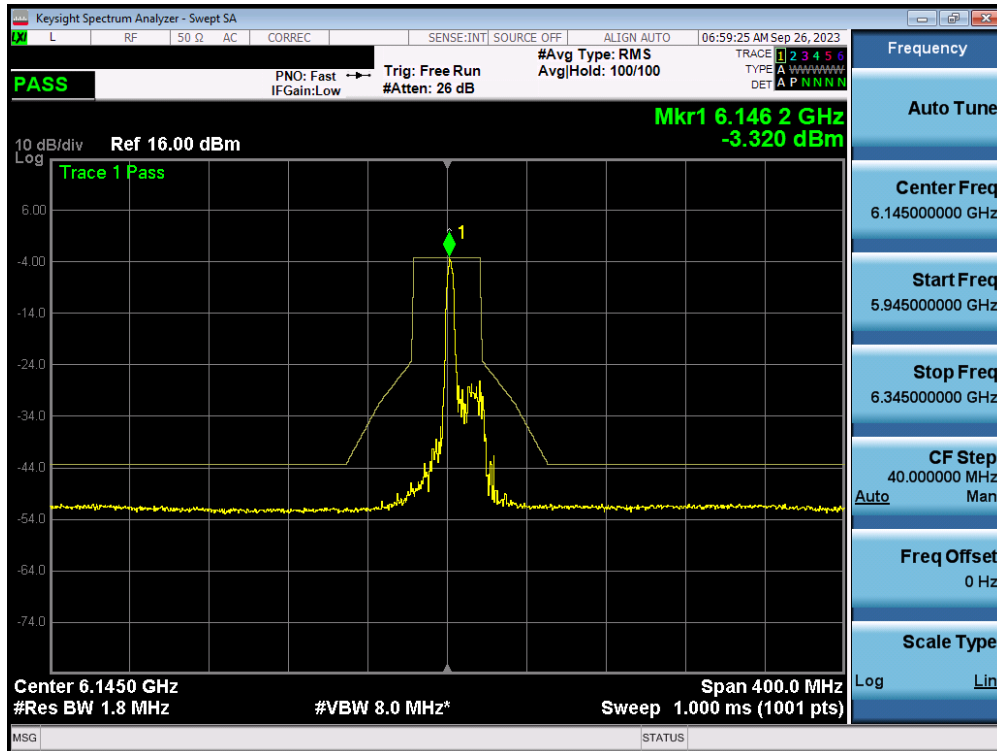 Keysight Spectrum Analyzer - Swept SA
LXI L RF 50 Ω AC CORREC SENSE:INT SOURCE OFF ALIGN AUTO 06:59:25 AM Sep 26, 2023
PASS
PNO: Fast
IFGain:Low
Trig: Free Run
#Atten: 26 dB
#Avg Type: RMS
Avg|Hold: 100/100
TRACE 1 2 3 4 5 6
TYPE A WWWWW
DET A P N N N N
Mkr1 6.146 2 GHz
-3.320 dBm
10 dB/div Ref 16.00 dBm
Log
Trace 1 Pass
1
6.00
-4.00
-14.0
-24.0
-34.0
-44.0
-54.0
-64.0
-74.0
Center 6.1450 GHz Span 400.0 MHz
#Res BW 1.8 MHz #VBW 8.0 MHz* Sweep 1.000 ms (1001 pts)
MSG STATUS
Frequency
Auto Tune
Center Freq
6.145000000 GHz
Start Freq
5.945000000 GHz
Stop Freq
6.345000000 GHz
CF Step
40.000000 MHz
Auto Man
Freq Offset
0 Hz
Scale Type
Log Lin